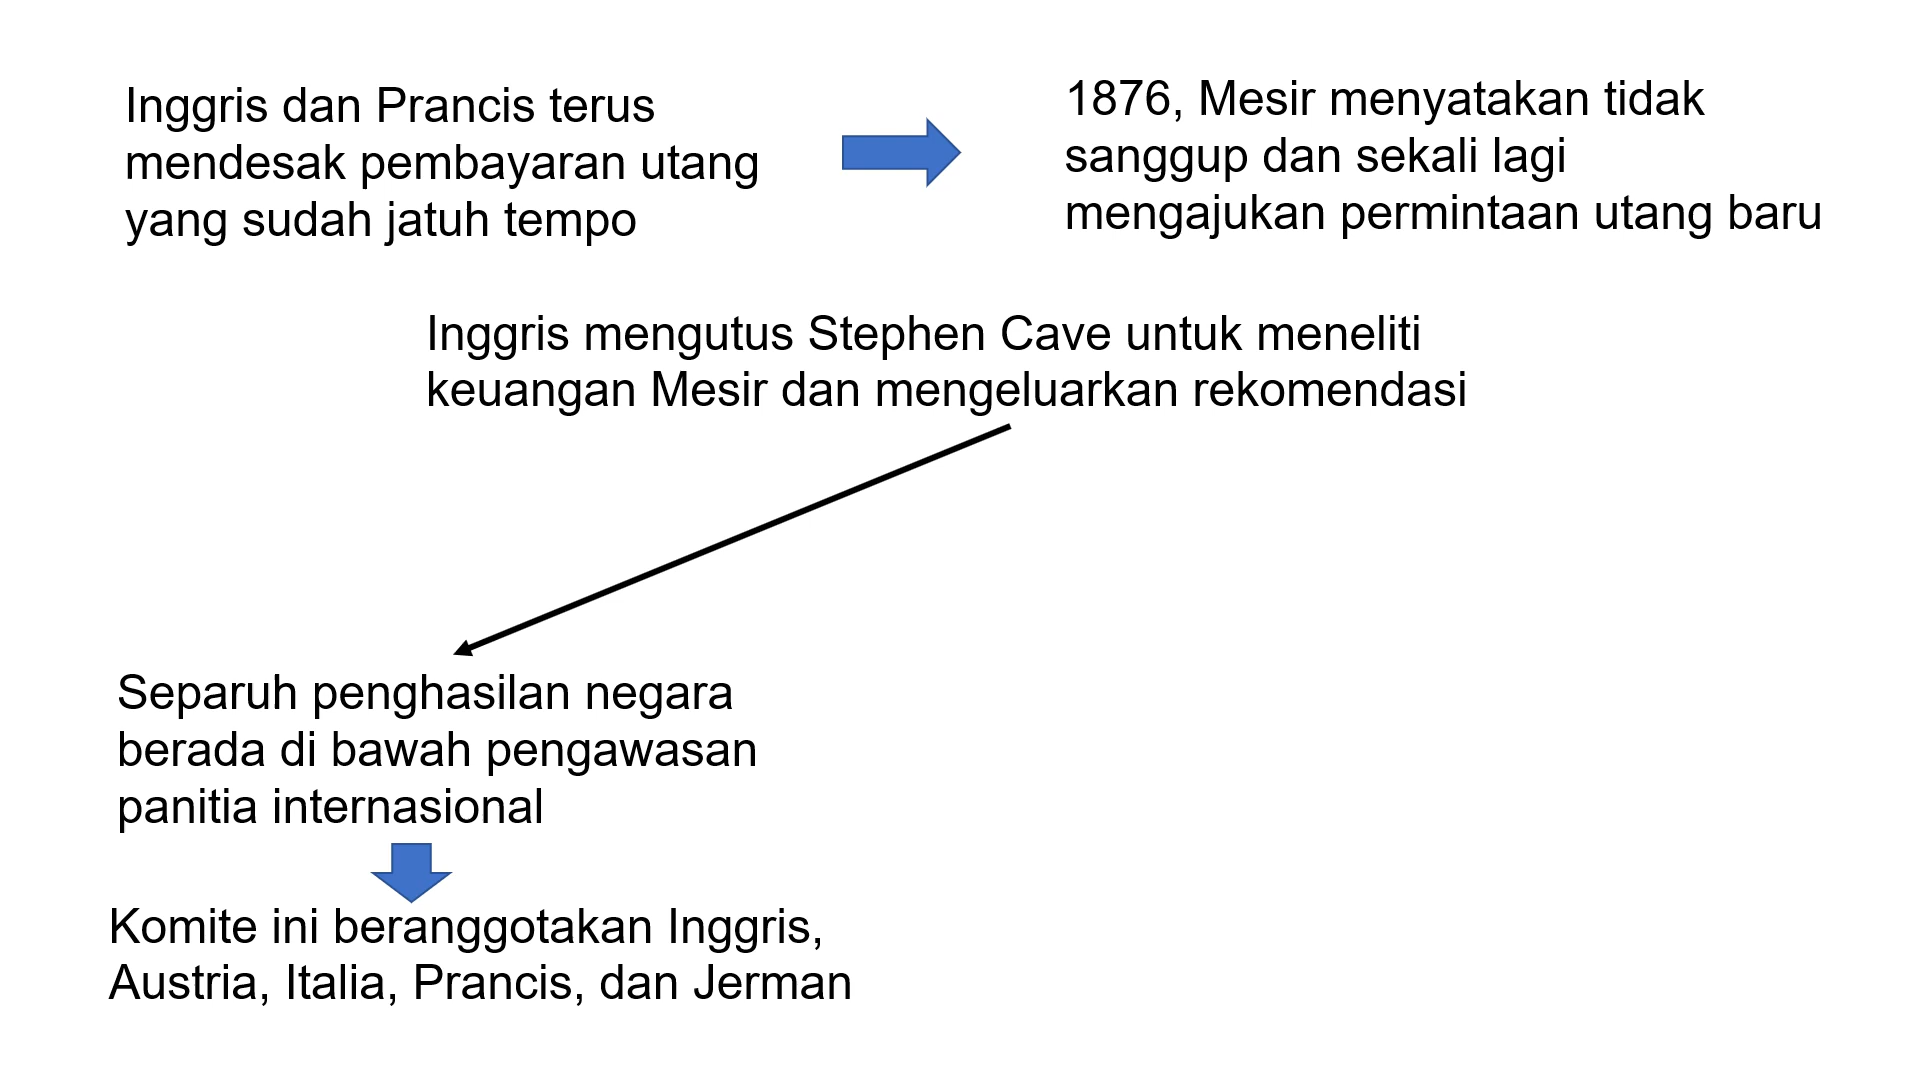 Inggris dan Prancis terus
mendesak pembayaran utang
yang sudah jatuh tempo
1876, Mesir menyatakan tidak
sanggup dan sekali lagi
mengajukan permintaan utang baru
Inggris mengutus Stephen Cave untuk meneliti
keuangan Mesir dan mengeluarkan rekomendasi
Separuh penghasilan negara
berada di bawah pengawasan
panitia internasional
Komite ini beranggotakan Inggris,
Austria, Italia, Prancis, dan Jerman